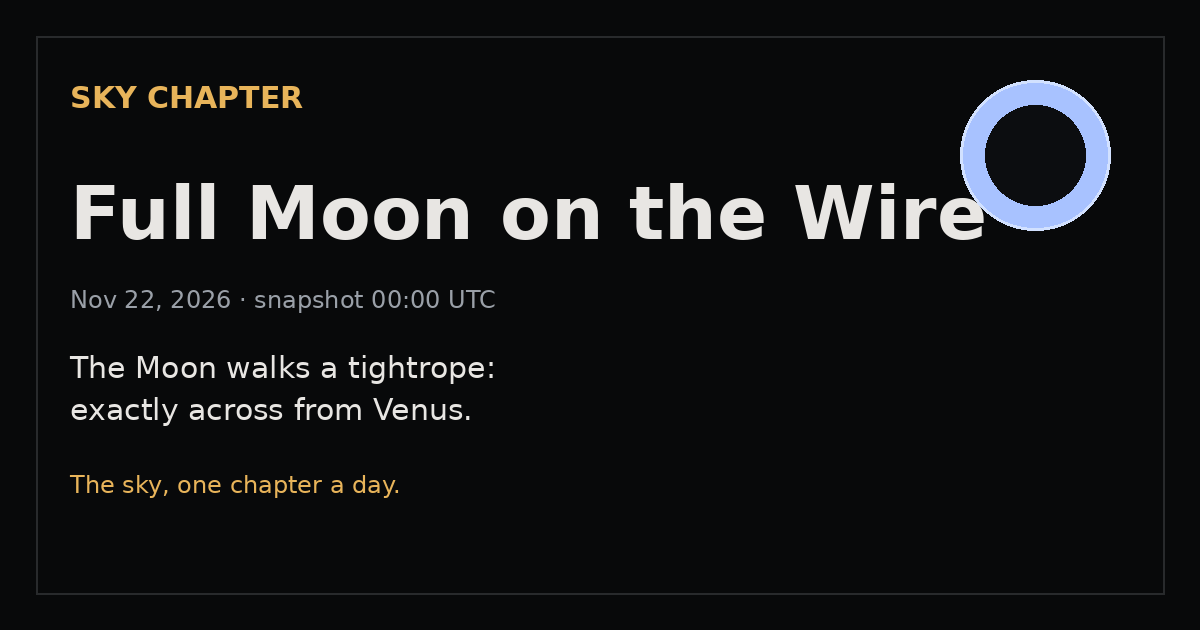 SKY CHAPTER
Full Moon on the Wire
Nov 22, 2026 · snapshot 00:00 UTC
The Moon walks a tightrope:
exactly across from Venus.
The sky, one chapter a day.